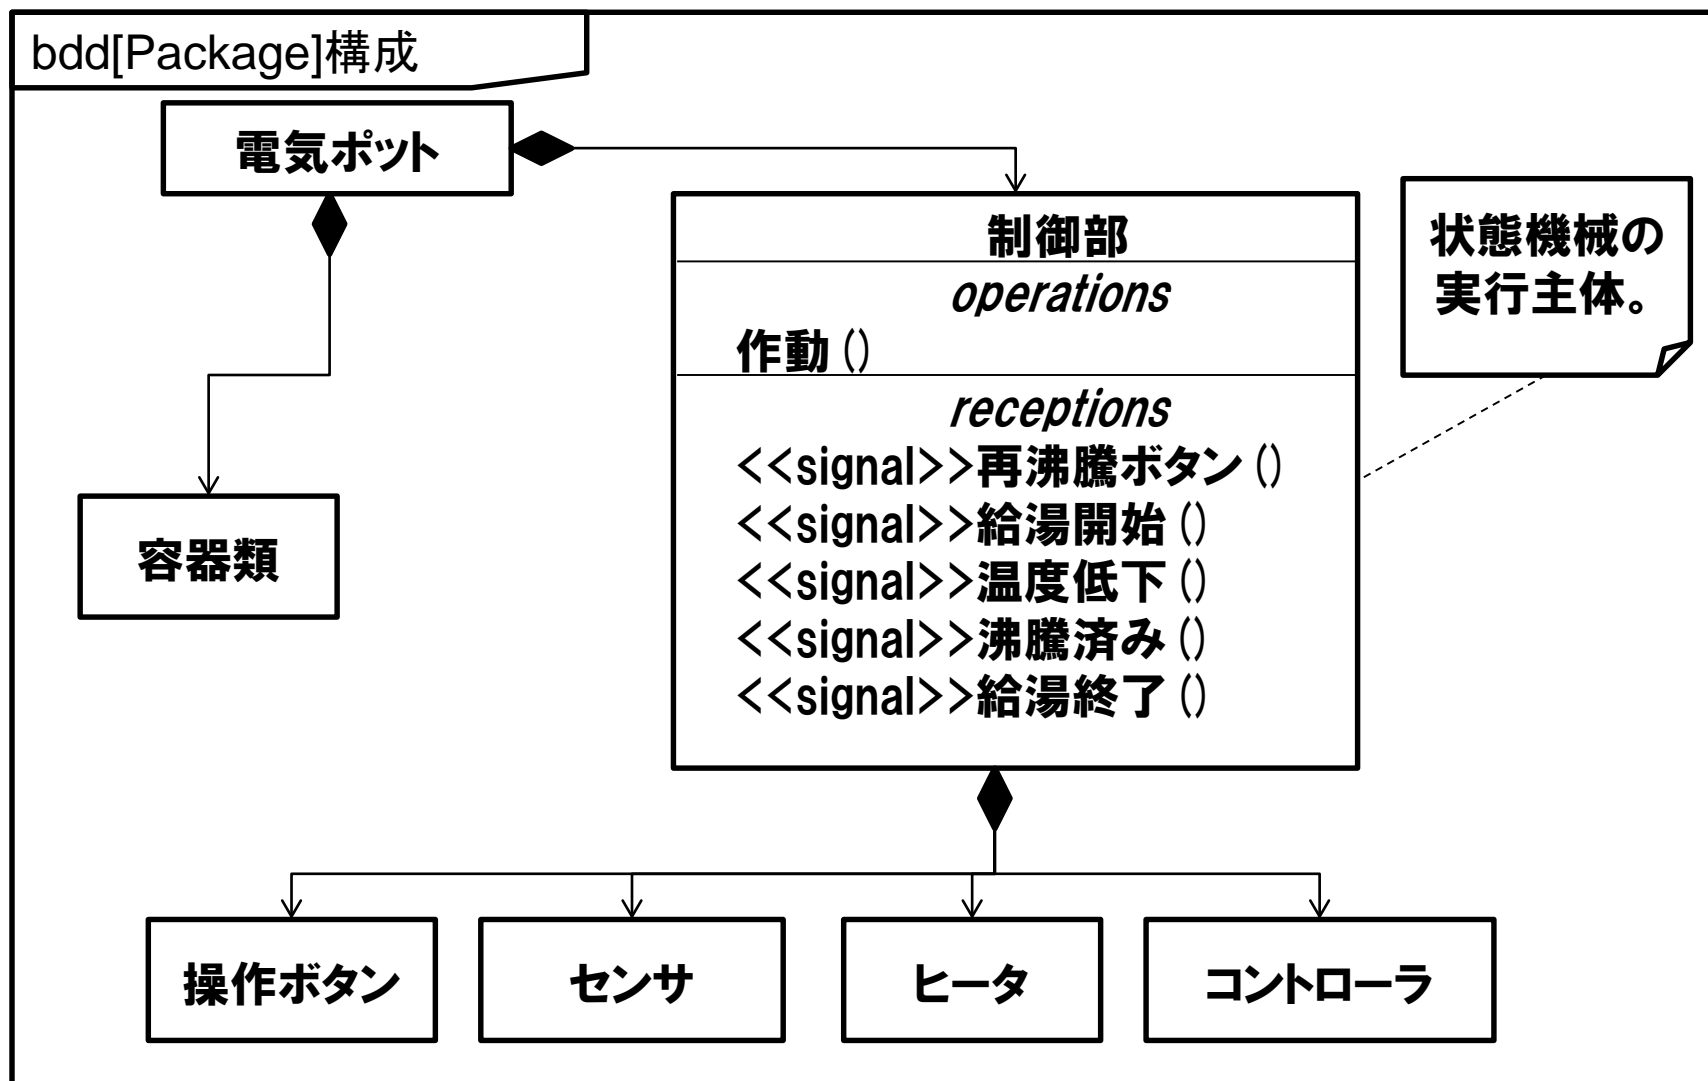 bdd[Package]構成
電気ポット
制御部
operations
作動()
receptions
<<signal>>再沸騰ボタン()
<<signal>>給湯開始()
<<signal>>温度低下()
<<signal>>沸騰済み()
<<signal>>給湯終了()
状態機械の
実行主体。
容器類
操作ボタン
センサ
ヒータ
コントローラ